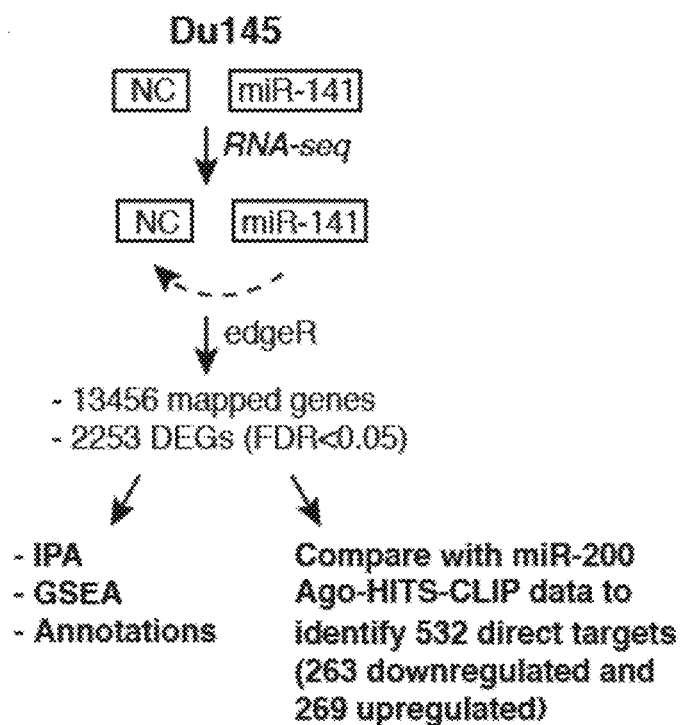 Du145
NC miR-141
RNA-seq
NC miR-141
edgeR
- 13456 mapped genes
- 2253 DEGs (FDR<0.05)
- IPA
- GSEA
- Annotations
Compare with miR-200
Ago-HITS-CLIP data to
identify 532 direct targets
(263 downregulated and
269 upregulated)